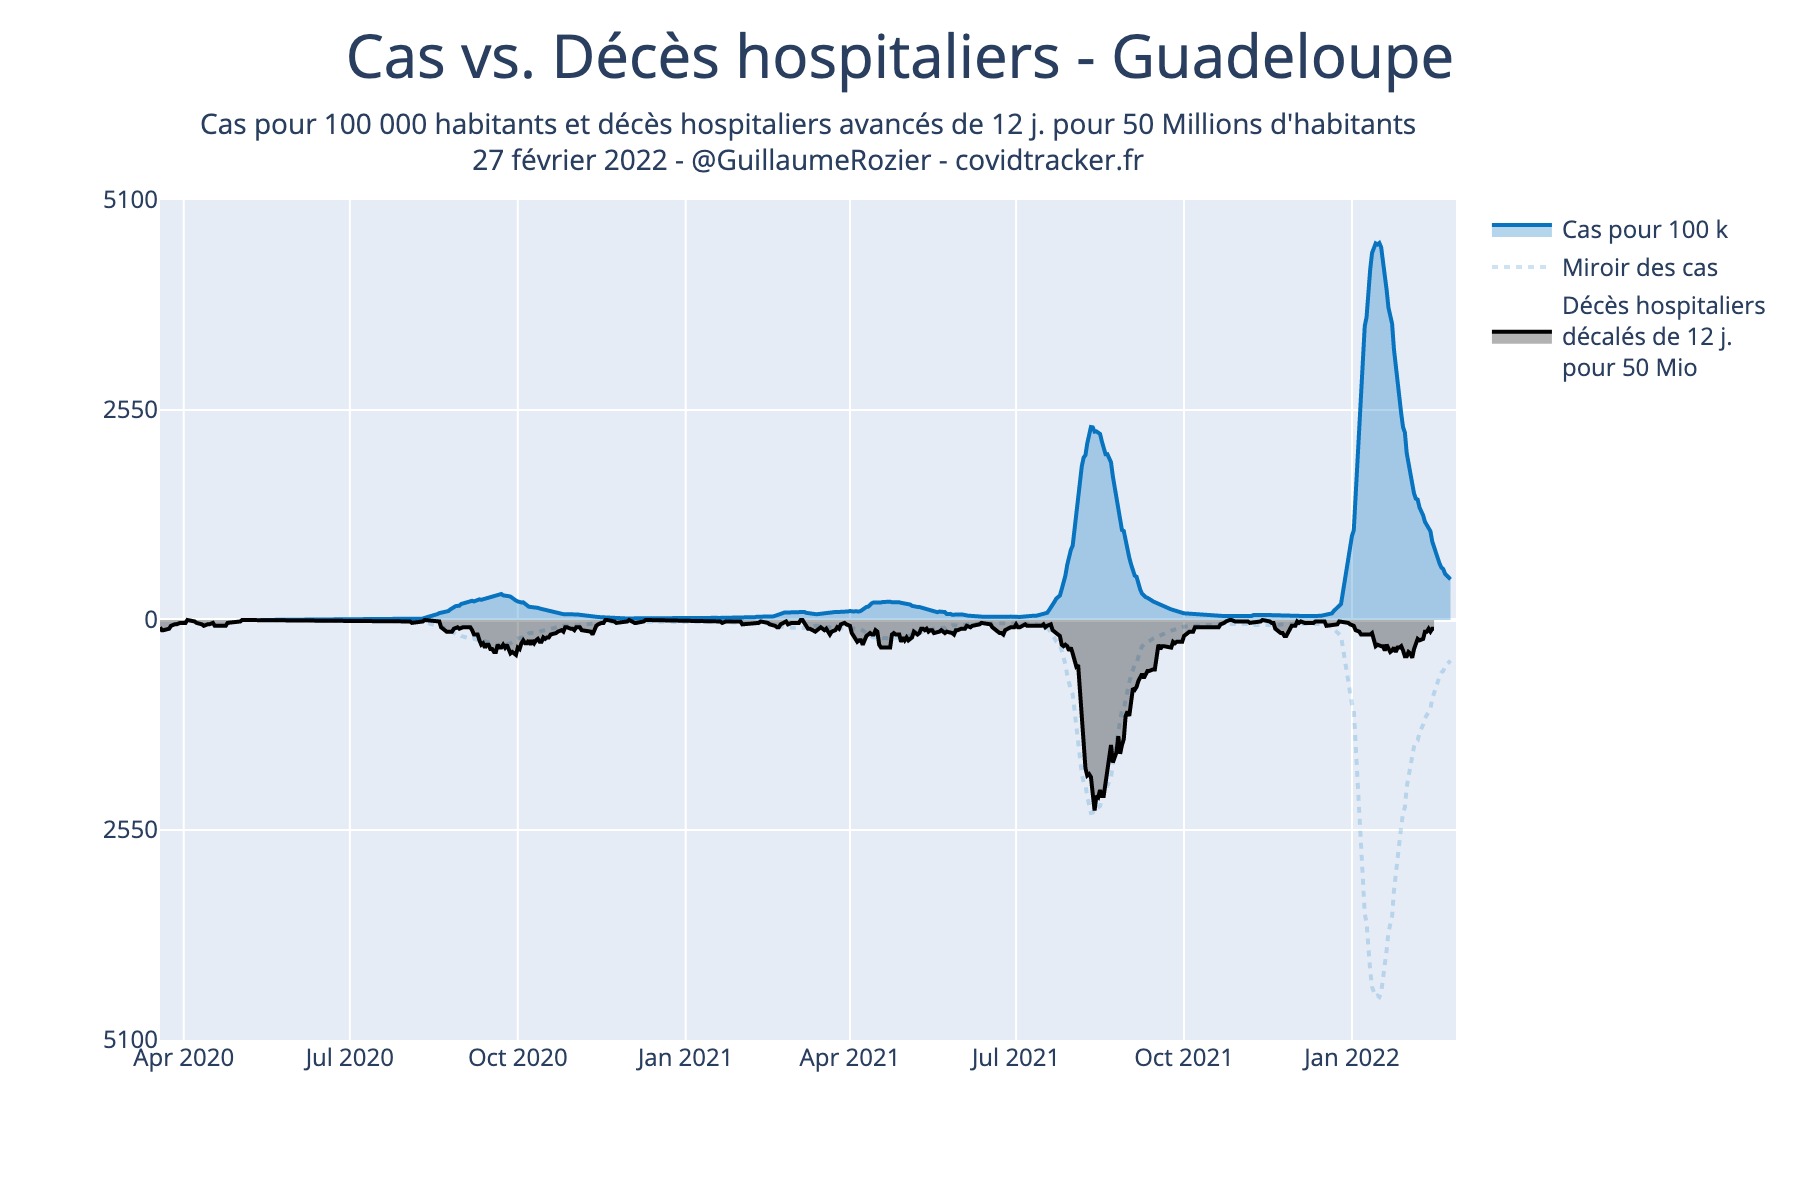 Cas vs. Décès hospitaliers - Guadeloupe
Cas pour 100 000 habitants et décès hospitaliers avancés de 12 j. pour 50 Millions d'habitants
27 février 2022 - @GuillaumeRozier - covidtracker.fr
5100
2550
0
2550
5100
Apr 2020
Jul 2020
Oct 2020
Jan 2021
Apr 2021
Jul 2021
Oct 2021
Jan 2022
Cas pour 100 k
Miroir des cas
Décès hospitaliers
décalés de 12 j.
pour 50 Mio